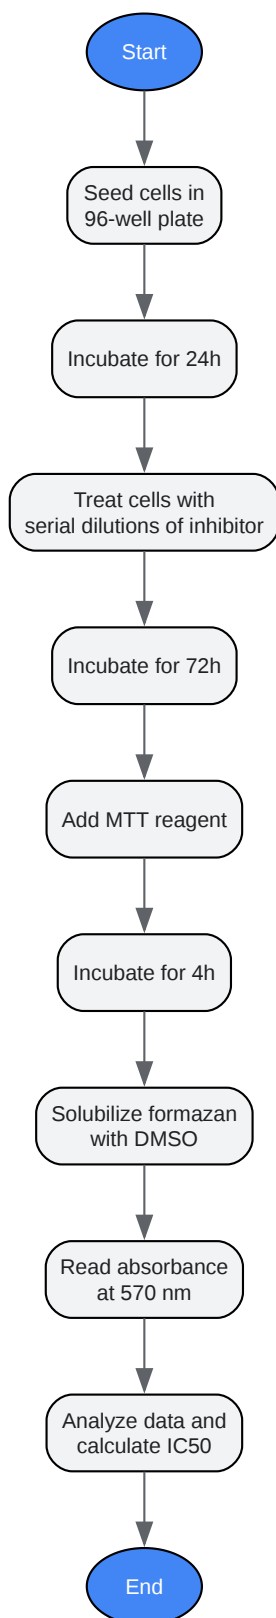 Start
Seed cells in
96-well plate
Incubate for 24h
Treat cells with
serial dilutions of inhibitor
Incubate for 72h
Add MTT reagent
Incubate for 4h
Solubilize formazan
with DMSO
Read absorbance
at 570 nm
Analyze data and
calculate IC50
End